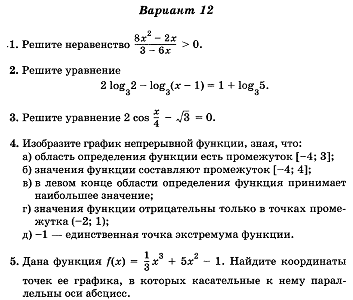 Вариант 12
1. Решите неравенство (8x² − 2x)/(3 − 6x) > 0.
2. Решите уравнение
2 log₃2 − log₃(x − 1) = 1 + log₃5.
3. Решите уравнение 2 cos x/4 − √3 = 0.
4. Изобразите график непрерывной функции, зная, что:
а) область определения функции есть промежуток [−4; 3];
б) значения функции составляют промежуток [−4; 4];
в) в левом конце области определения функция принимает
наибольшее значение;
г) значения функции отрицательны только в точках проме-
жутка (−2; 1);
д) −1 — единственная точка экстремума функции.
5. Дана функция f(x) = 1/3 x³ + 5x² − 1. Найдите координаты
точек ее графика, в которых касательные к нему парал-
лельны оси абсцисс.